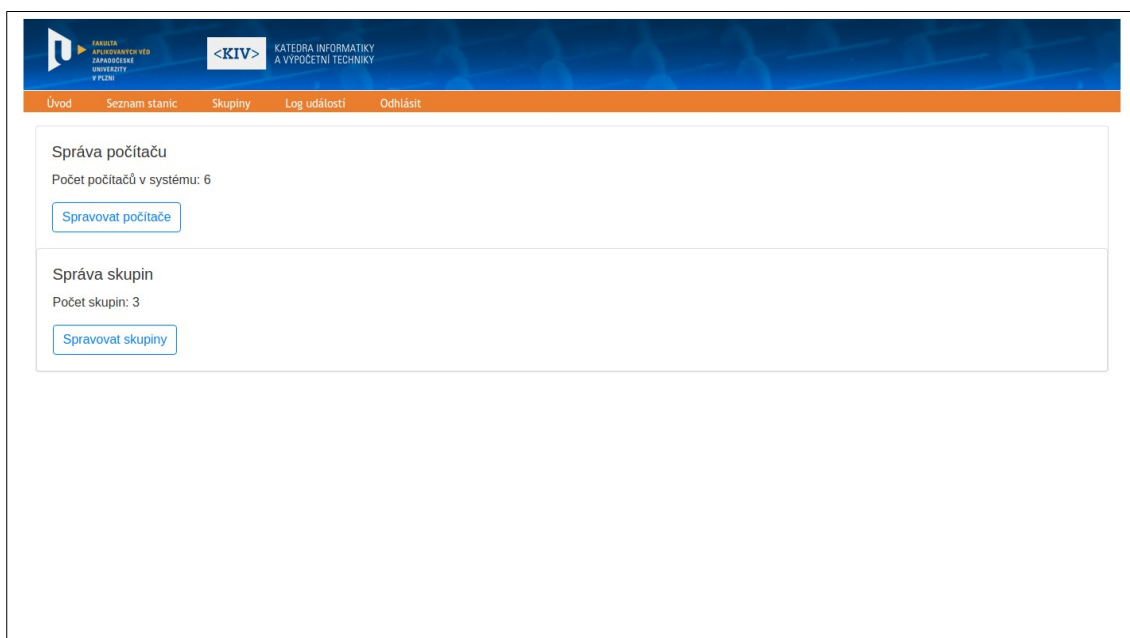 FAKULTA
APLIKOVANÝCH VĚD
ZÁPADOČESKÉ
UNIVERZITY
V PLZNI
<KIV>
KATEDRA INFORMATIKY
A VÝPOČETNÍ TECHNIKY
Úvod Seznam stanic Skupiny Log událostí Odhlásit
Správa počítaču
Počet počítačů v systému: 6
Spravovat počítače
Správa skupin
Počet skupin: 3
Spravovat skupiny